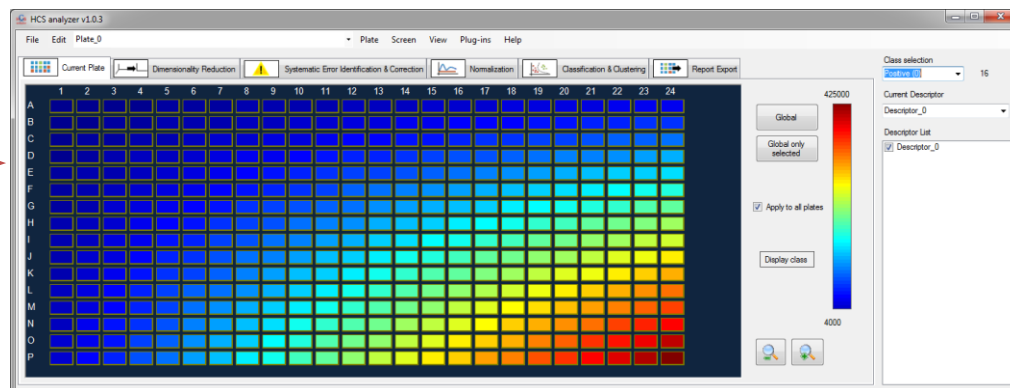 HCS analyzer v1.0.3
File Edit Plate_0 Plate Screen View Plug-ins Help
Current Plate Dimensionality Reduction Systematic Error Identification & Correction Normalization Classification & Clustering Report Export
Class selection
Positive (0) 16
Current Descriptor
Descriptor_0
Descriptor List
Descriptor_0
1 2 3 4 5 6 7 8 9 10 11 12 13 14 15 16 17 18 19 20 21 22 23 24
A
B
C
D
E
F
G
H
I
J
K
L
M
N
O
P
Global
Global only
selected
Apply to all plates
Display class
425000
4000